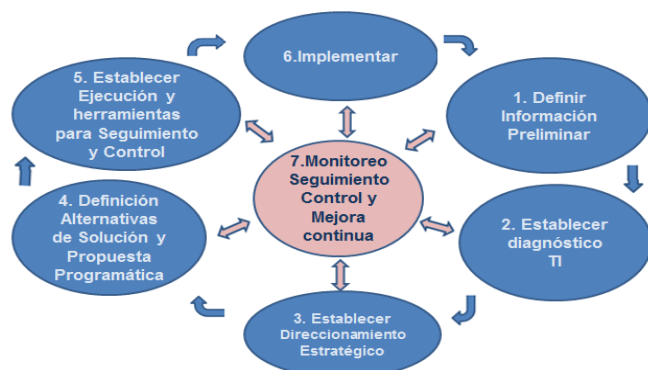 6.Implementar
5. Establecer
Ejecución y
herramientas
para Seguimiento
y Control
1. Definir
Información
Preliminar
7.Monitoreo
Seguimiento
Control y
Mejora
continua
4. Definición
Alternativas
de Solución y
Propuesta
Programática
2. Establecer
diagnóstico
TI
3. Establecer
Direccionamiento
Estratégico